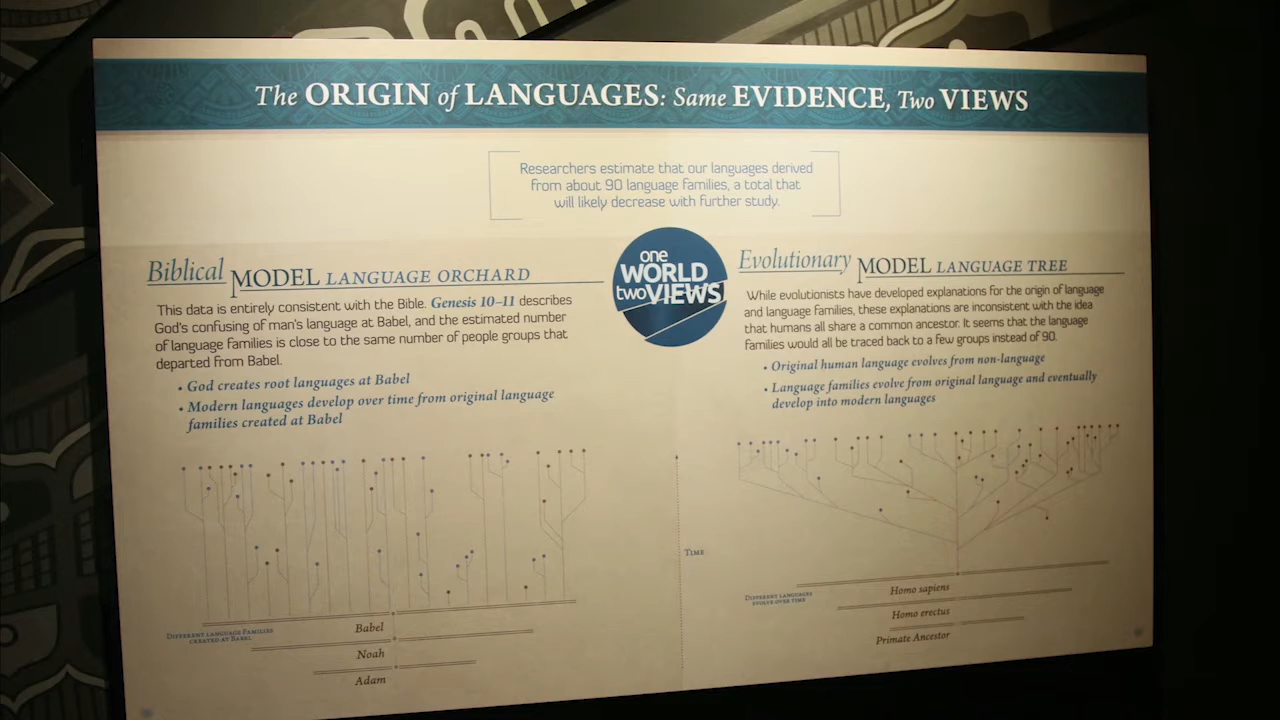 The ORIGIN of LANGUAGES: Same EVIDENCE, Two VIEWS
Researchers estimate that our languages derived
from about 90 language families, a total that
will likely decrease with further study.
one
WORLD
twoVIEWS
Biblical MODEL LANGUAGE ORCHARD
This data is entirely consistent with the Bible. Genesis 10–11 describes
God's confusing of man's language at Babel, and the estimated number
of language families is close to the same number of people groups that
departed from Babel.
• God creates root languages at Babel
• Modern languages develop over time from original language
families created at Babel
DIFFERENT LANGUAGE FAMILIES
CREATED AT BABEL
Babel
Noah
Adam
Evolutionary MODEL LANGUAGE TREE
While evolutionists have developed explanations for the origin of language
and language families, these explanations are inconsistent with the idea
that humans all share a common ancestor. It seems that the language
families would all be traced back to a few groups instead of 90.
• Original human language evolves from non-language
• Language families evolve from original language and eventually
develop into modern languages
TIME
DIFFERENT LANGUAGES
EVOLVE OVER TIME
Homo sapiens
Homo erectus
Primate Ancestor